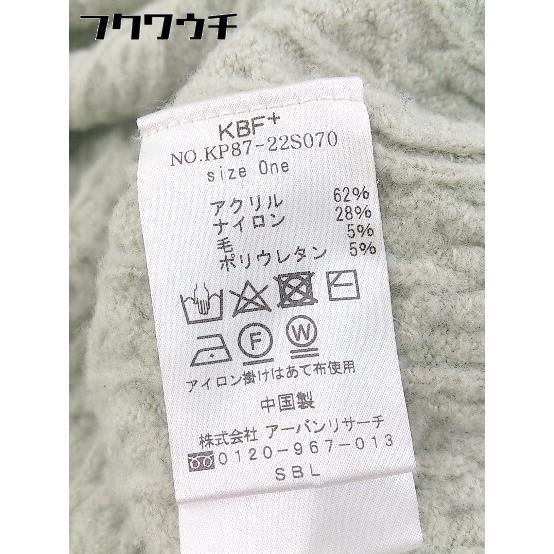 フクワウチ
KBF+
NO.KP87-22S070
size One
アクリル 62%
ナイロン 28%
毛 5%
ポリウレタン 5%
F W
アイロン掛けはあて布使用
中国製
株式会社 アーバンリサーチ
0120-967-013
SBL